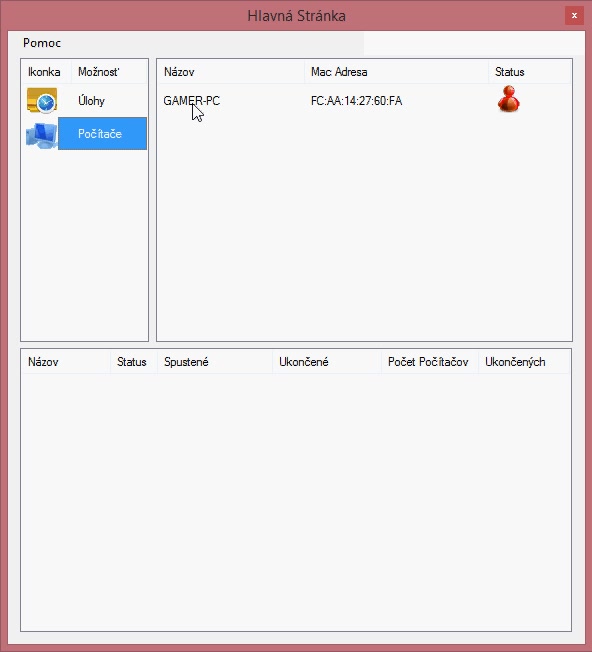 Hlavná Stránka
x
Pomoc
Ikonka Možnosť
Úlohy
Počítače
Názov Mac Adresa Status
GAMER-PC FC:AA:14:27:60:FA
Názov Status Spustené Ukončené Počet Počítačov Ukončených